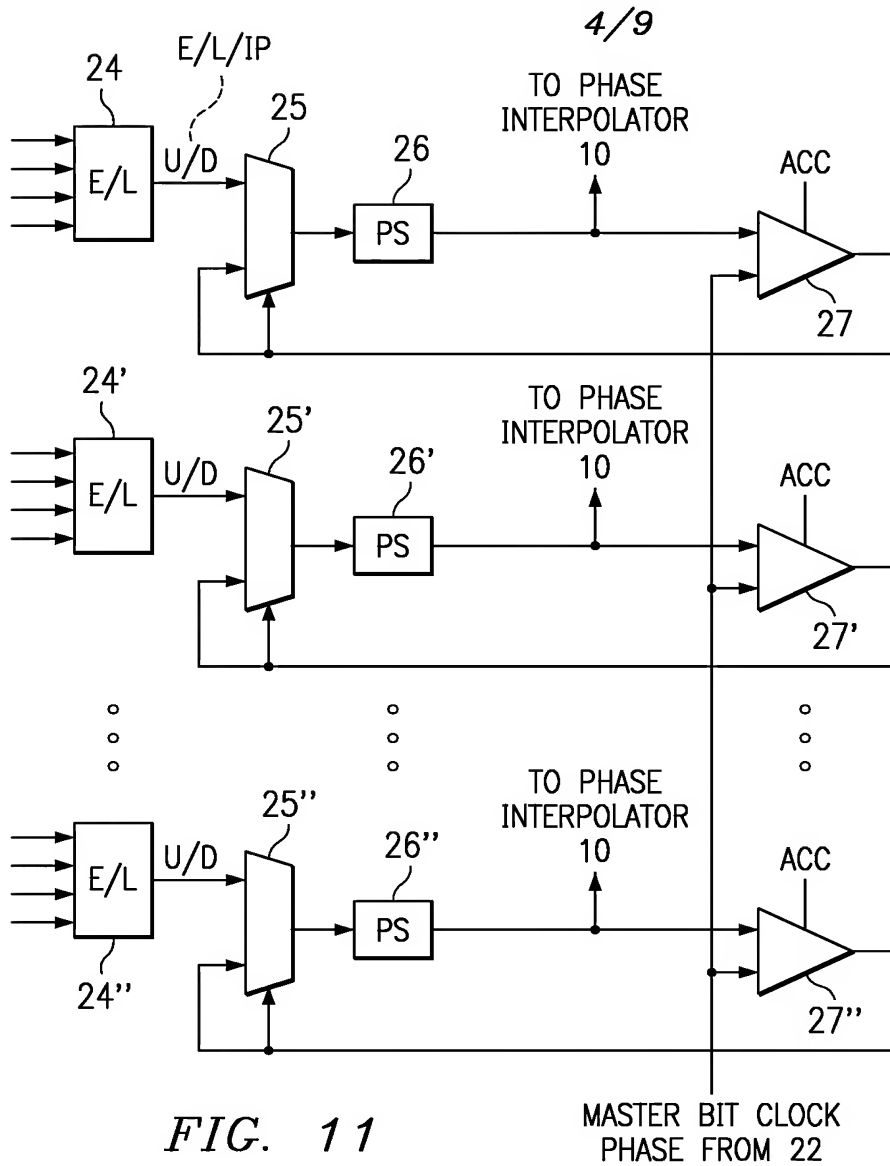 4/9
E/L/IP
24
25
TO PHASE
INTERPOLATOR
10
26
ACC
E/L
U/D
PS
27
24'
25'
TO PHASE
INTERPOLATOR
10
26'
ACC
E/L
U/D
PS
27'
25''
TO PHASE
INTERPOLATOR
10
26''
ACC
E/L
U/D
PS
24''
27''
FIG. 11
MASTER BIT CLOCK
PHASE FROM 22